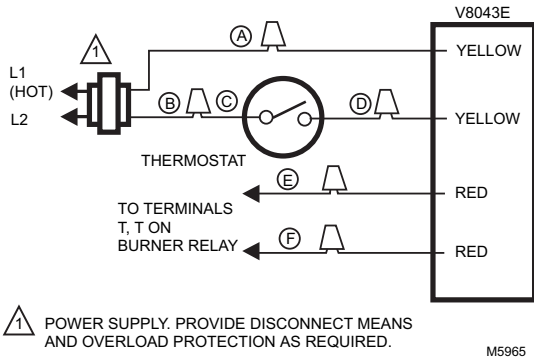 V8043E
A
1
YELLOW
L1
(HOT)
B
C
D
L2
YELLOW
THERMOSTAT
E
RED
TO TERMINALS
T, T ON
BURNER RELAY
F
RED
1 POWER SUPPLY. PROVIDE DISCONNECT MEANS
AND OVERLOAD PROTECTION AS REQUIRED.
M5965